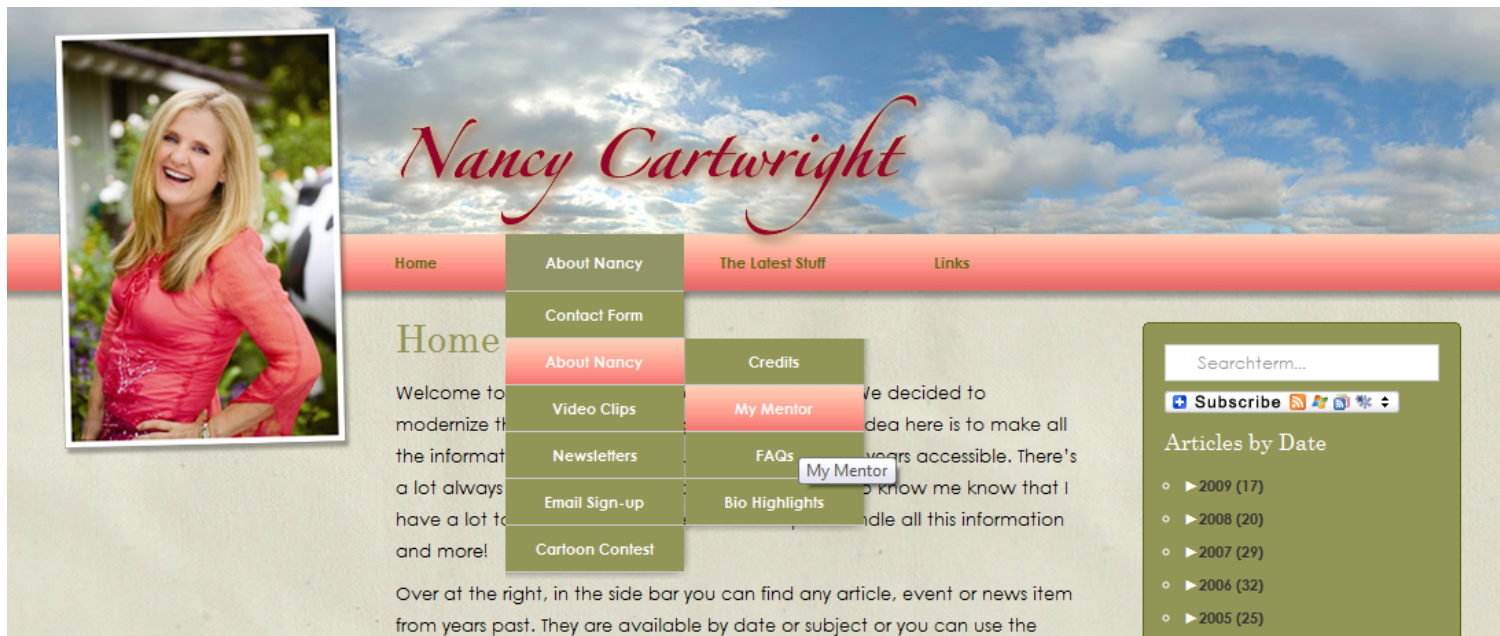 Nancy Cartwright
Home
About Nancy
The Latest Stuff
Links
Contact Form
About Nancy
Video Clips
Newsletters
Email Sign-up
Cartoon Contest
Credits
My Mentor
FAQs
Bio Highlights
My Mentor
Home
Welcome to We decided to
modernize idea here is to make all
the years accessible. There's
a lot always know me know that I
have a lot handle all this information
and more!
Over at the right, in the side bar you can find any article, event or news item
from years past. They are available by date or subject or you can use the
Searchterm...
Subscribe
Articles by Date
2009 (17)
2008 (20)
2007 (29)
2006 (32)
2005 (25)